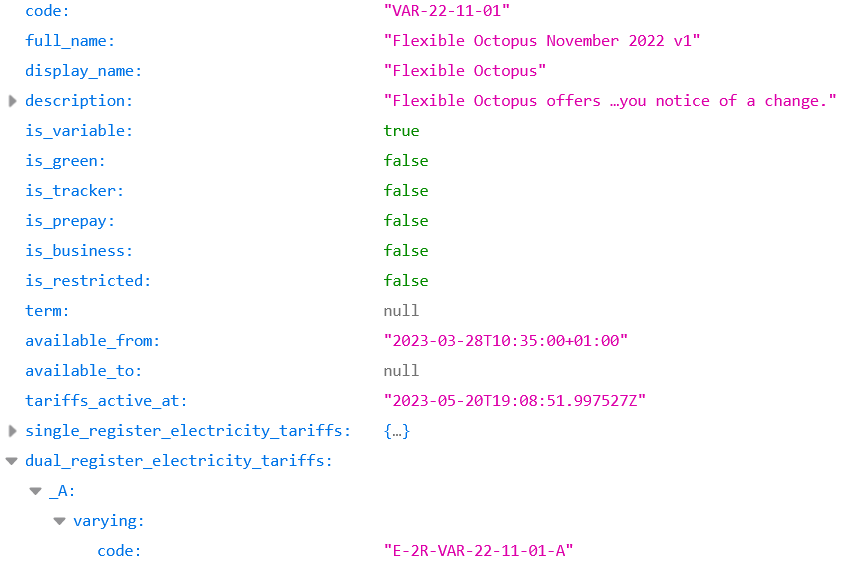 code: "VAR-22-11-01"
full_name: "Flexible Octopus November 2022 v1"
display_name: "Flexible Octopus"
description: "Flexible Octopus offers …you notice of a change."
is_variable: true
is_green: false
is_tracker: false
is_prepay: false
is_business: false
is_restricted: false
term: null
available_from: "2023-03-28T10:35:00+01:00"
available_to: null
tariffs_active_at: "2023-05-20T19:08:51.997527Z"
single_register_electricity_tariffs: {…}
dual_register_electricity_tariffs:
_A:
varying:
code: "E-2R-VAR-22-11-01-A"